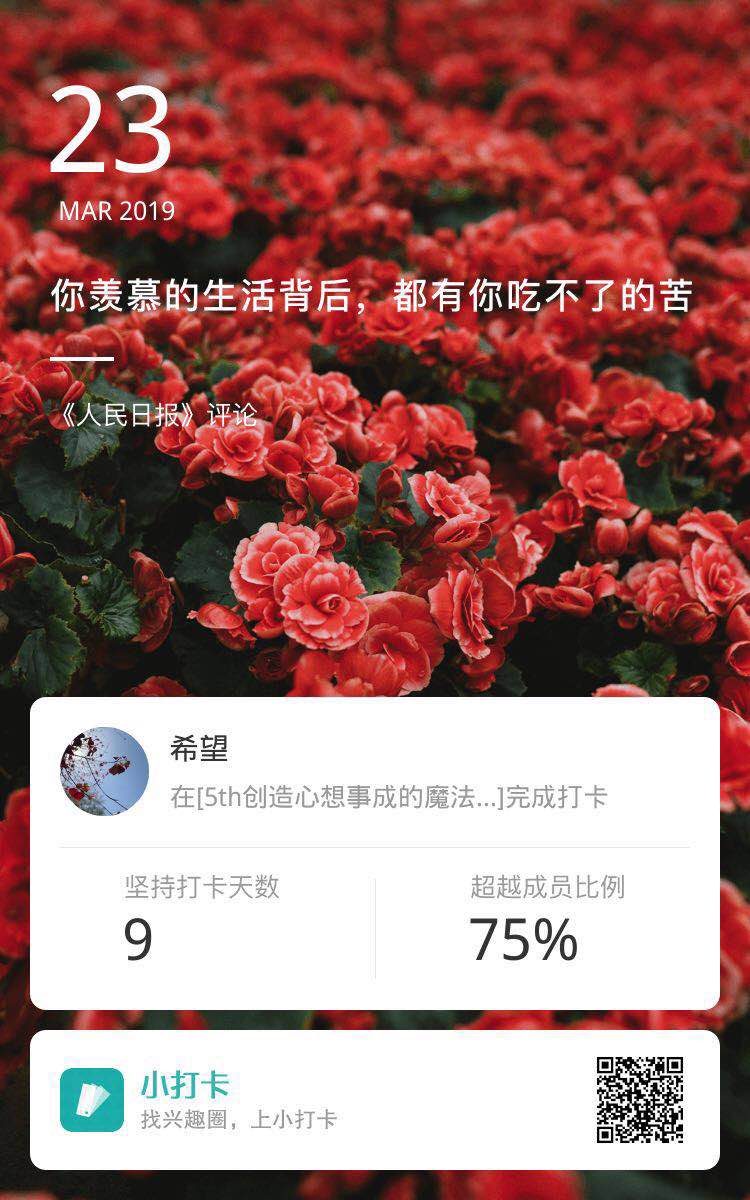 23
MAR 2019
你羡慕的生活背后，都有你吃不了的苦
《人民日报》评论
希望
在[5th创造心想事成的魔法...]完成打卡
坚持打卡天数
超越成员比例
9
75%
小打卡
找兴趣圈，上小打卡